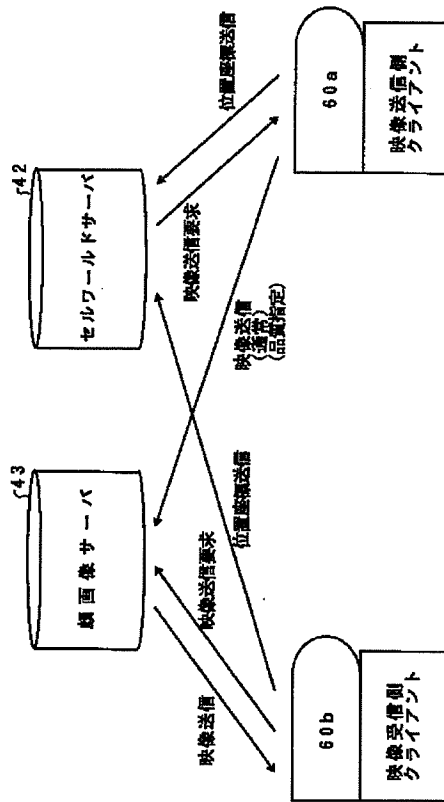 43
顔画像サーバ
42
セルワールドサーバ
映像送信
映像送信要求
位置座標送信
映像送信
(通常)
(品質指定)
映像送信要求
位置座標送信
60b
映像受信側
クライアント
60a
映像送信側
クライアント